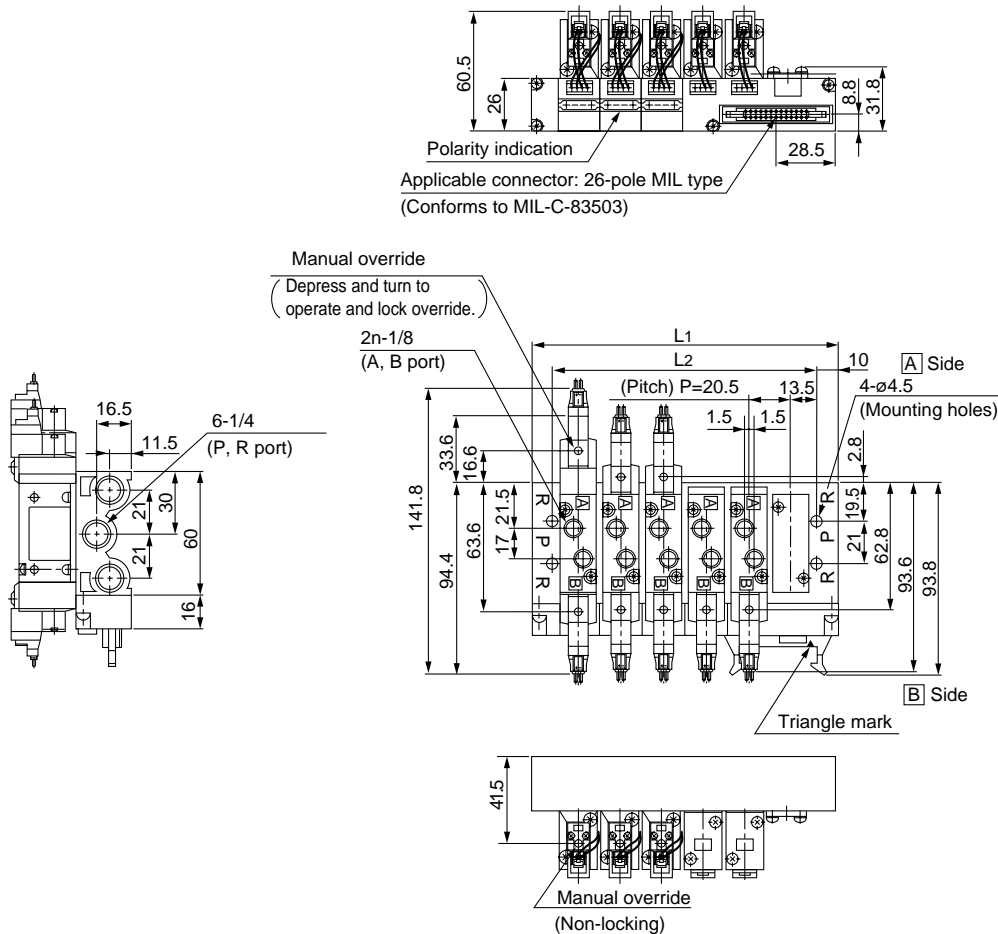 60.5
26
8.8
31.8
28.5
Polarity indication
Applicable connector: 26-pole MIL type
(Conforms to MIL-C-83503)
Manual override
( Depress and turn to
operate and lock override. )
2n-1/8
(A, B port)
L1
L2
10
A Side
(Pitch) P=20.5
13.5
4-ø4.5
(Mounting holes)
1.5
1.5
2.8
16.5
11.5
6-1/4
(P, R port)
21
30
60
21
16
141.8
33.6
16.6
94.4
63.6
21.5
17
R
P
R
A
A
A
A
A
B
B
B
B
B
R
P
R
19.5
21
62.8
93.6
93.8
B Side
Triangle mark
41.5
Manual override
(Non-locking)